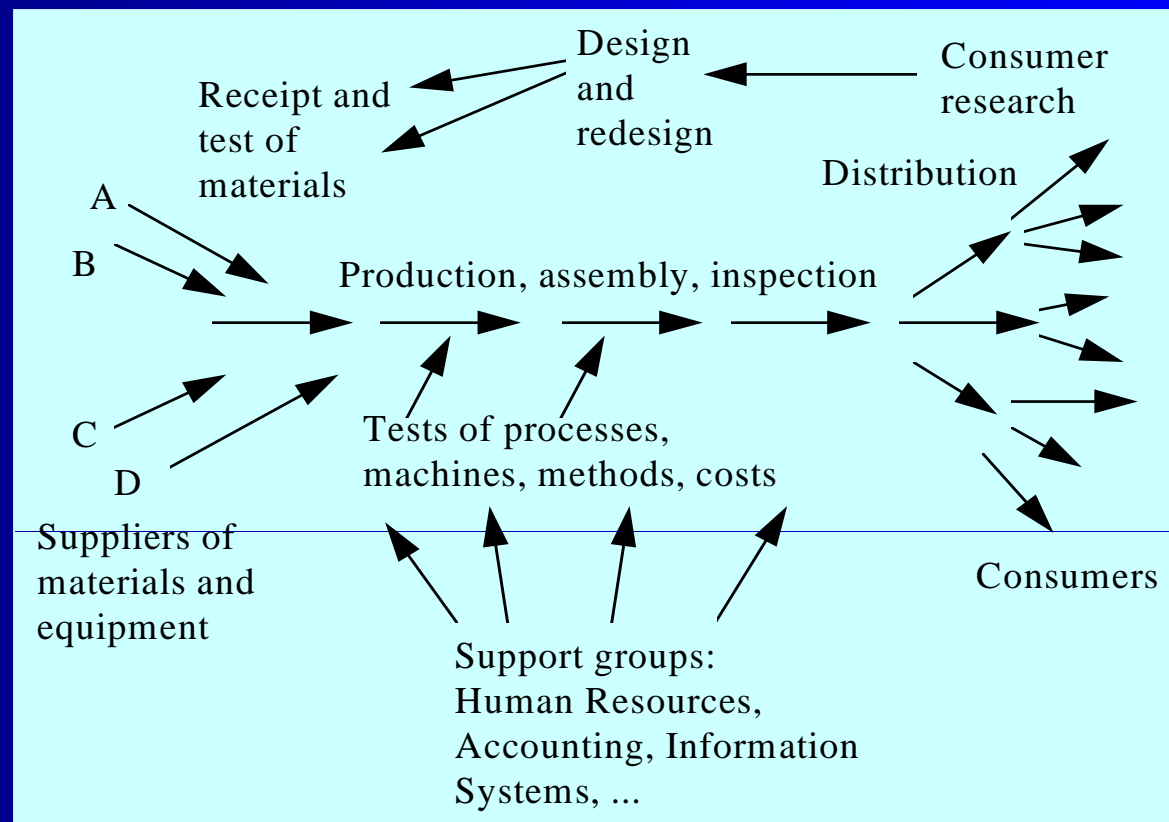 Design
and
redesign
Consumer
research
Receipt and
test of
materials
Distribution
A
B
Production, assembly, inspection
C
D
Tests of processes,
machines, methods, costs
Suppliers of
materials and
equipment
Consumers
Support groups:
Human Resources,
Accounting, Information
Systems, ...